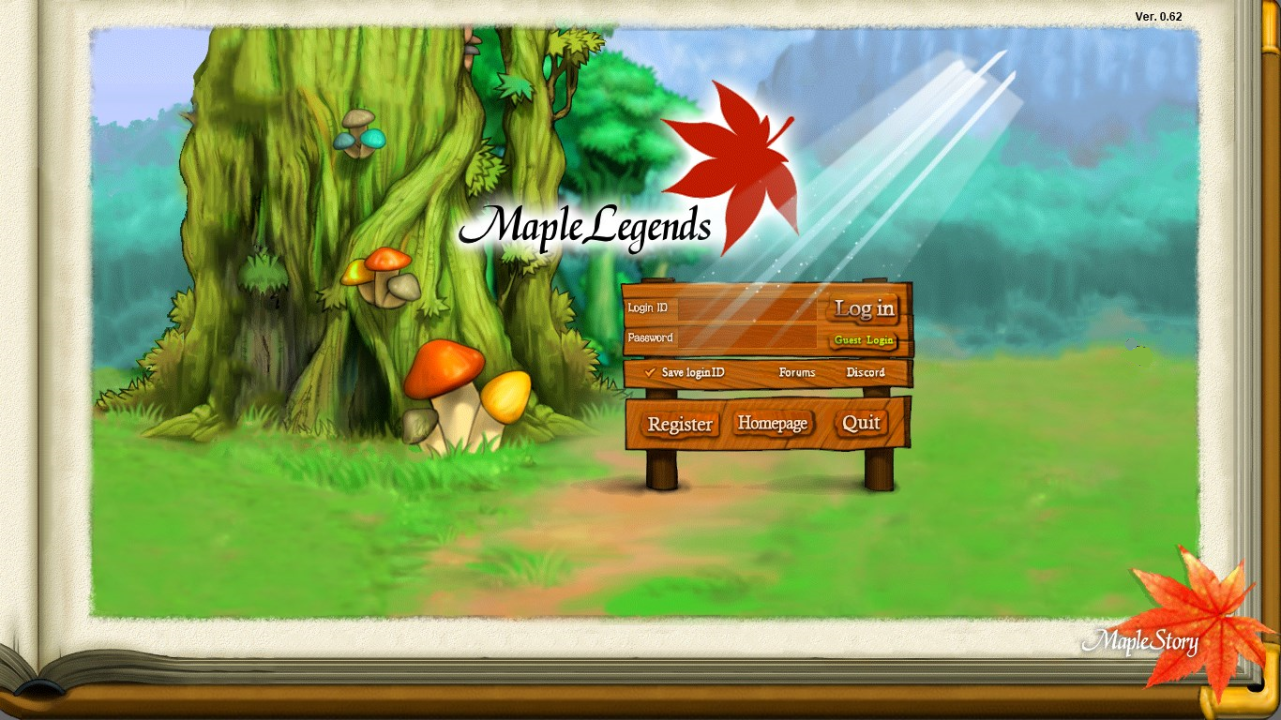 Ver. 0.62
MapleLegends
Login ID
Log in
Password
Guest Login
Save login ID
Forums
Discord
Register
Homepage
Quit
MapleStory